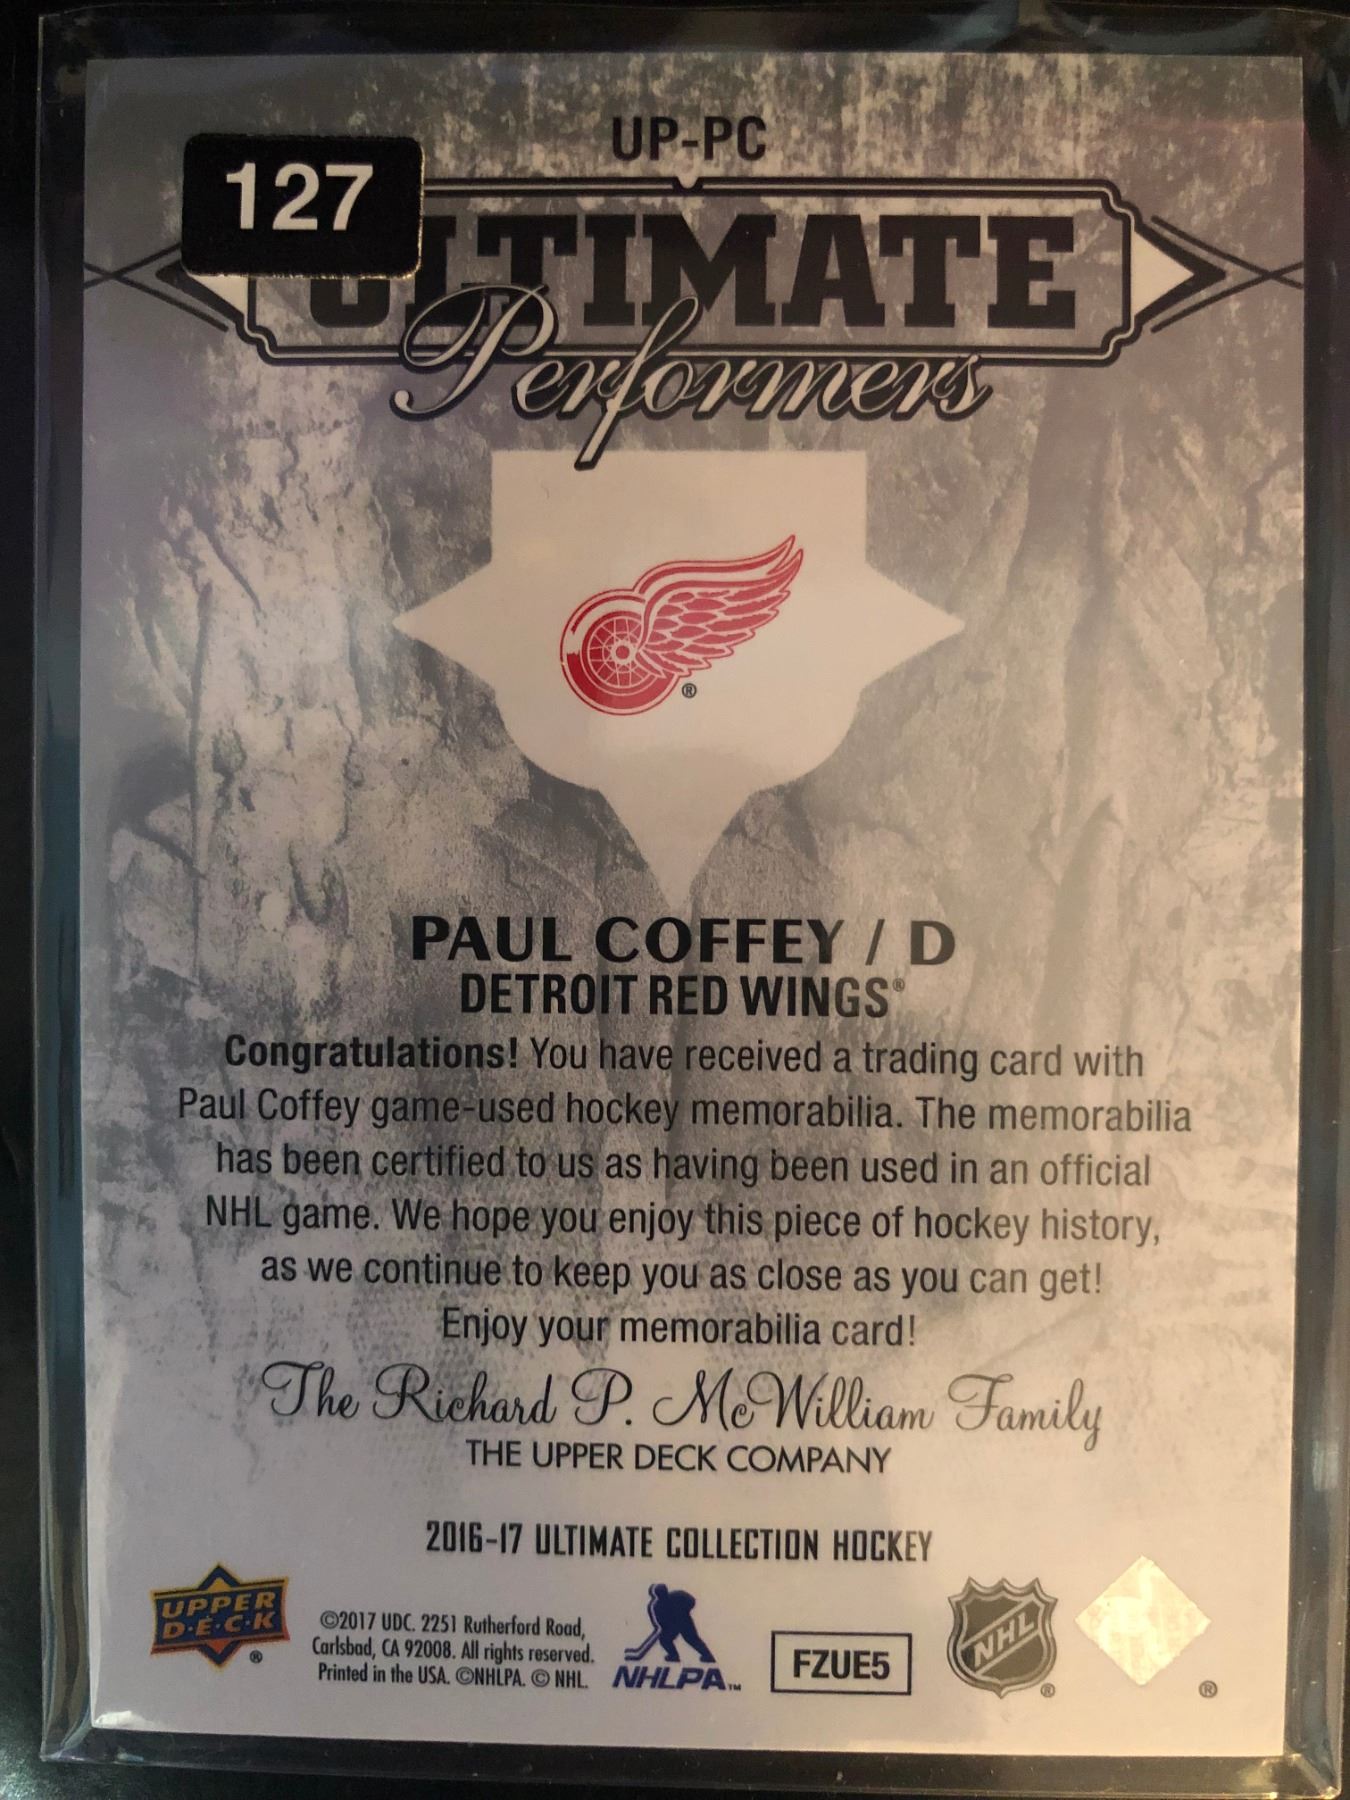 UP-PC
127
ULTIMATE
Performers
®
PAUL COFFEY / D
DETROIT RED WINGS®
Congratulations! You have received a trading card with
Paul Coffey game-used hockey memorabilia. The memorabilia
has been certified to us as having been used in an official
NHL game. We hope you enjoy this piece of hockey history,
as we continue to keep you as close as you can get!
Enjoy your memorabilia card!
The Richard P. McWilliam Family
THE UPPER DECK COMPANY
2016-17 ULTIMATE COLLECTION HOCKEY
UPPER
D·E·C·K
®
©2017 UDC. 2251 Rutherford Road,
Carlsbad, CA 92008. All rights reserved.
Printed in the USA. ©NHLPA. © NHL.
NHLPA™
FZUE5
NHL
®
®